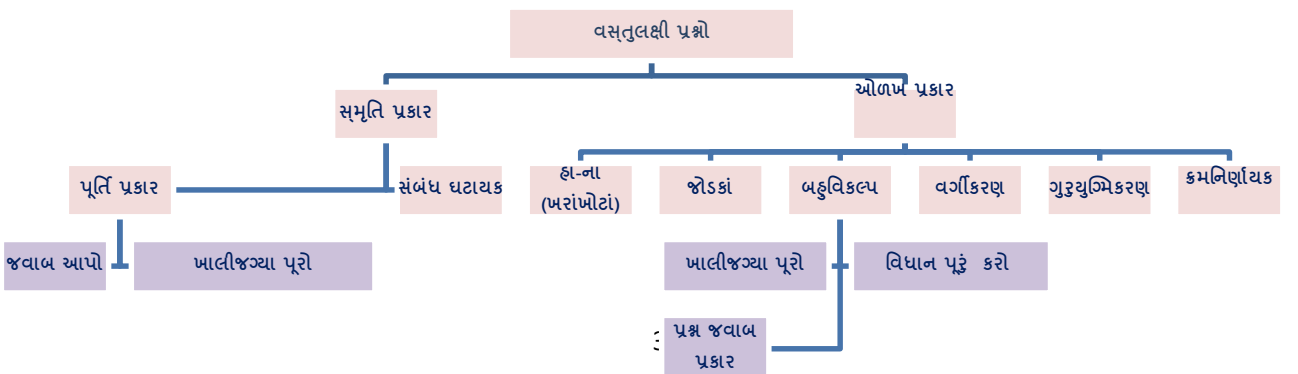 વસ્તુલક્ષી પ્રશ્નો
સ્મૃતિ પ્રકાર
ઓળખ પ્રકાર
પૂર્તિ પ્રકાર
સંબંધ ઘટાયક
હા-ના
(ખરાંખોટાં)
જોડકાં
બહુવિકલ્પ
વર્ગીકરણ
ગુરુયુગ્મિકરણ
ક્રમનિર્ણાયક
જવાબ આપો
ખાલીજગ્યા પૂરો
ખાલીજગ્યા પૂરો
વિધાન પૂરું કરો
પ્રશ્ન જવાબ
પ્રકાર